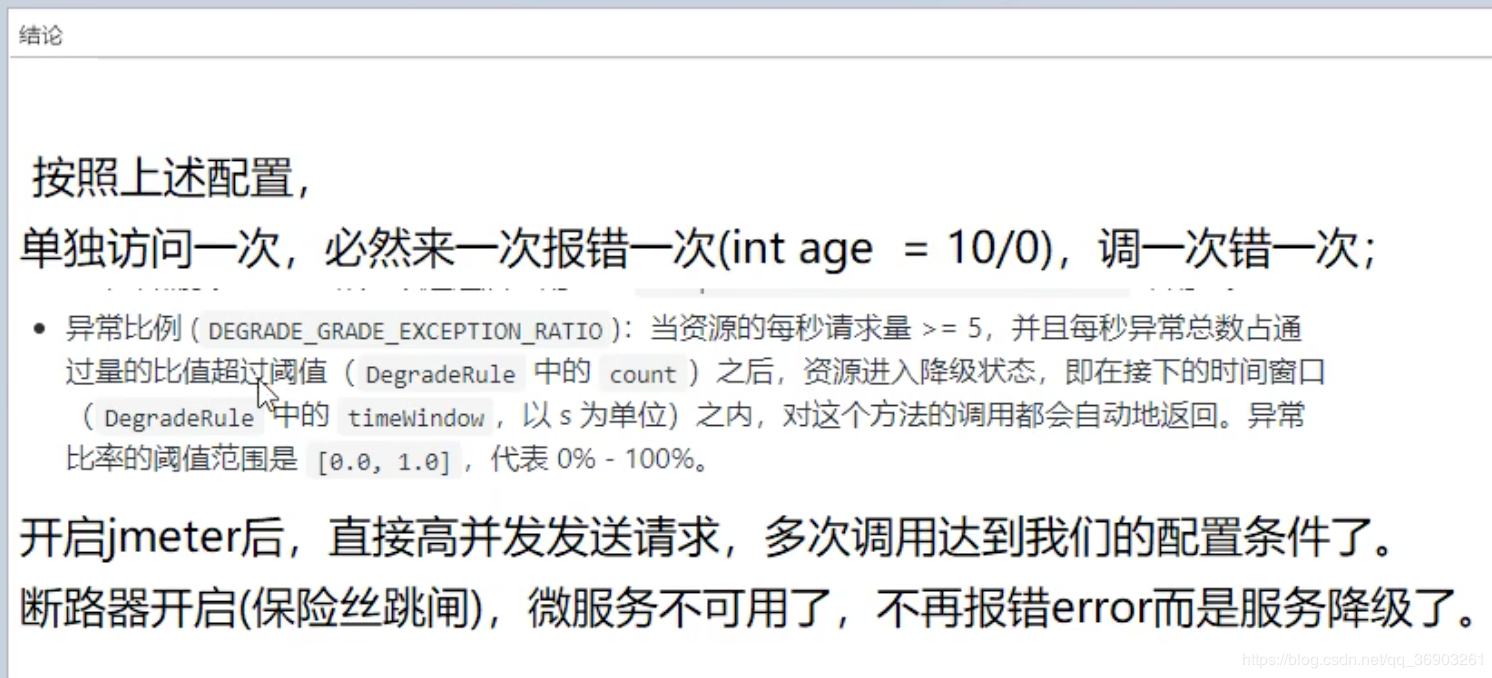 结论
按照上述配置，
单独访问一次，必然来一次报错一次(int age  = 10/0)，调一次错一次；
• 异常比例 ( DEGRADE_GRADE_EXCEPTION_RATIO )：当资源的每秒请求量 >= 5，并且每秒异常总数占通
过量的比值超过阈值（ DegradeRule 中的 count ）之后，资源进入降级状态，即在接下的时间窗口
（ DegradeRule 中的 timeWindow ，以 s 为单位）之内，对这个方法的调用都会自动地返回。异常
比率的阈值范围是 [0.0, 1.0] ，代表 0% - 100%。
开启jmeter后，直接高并发发送请求，多次调用达到我们的配置条件了。
断路器开启(保险丝跳闸)，微服务不可用了，不再报错error而是服务降级了。
https://blog.csdn.net/qq_36903261